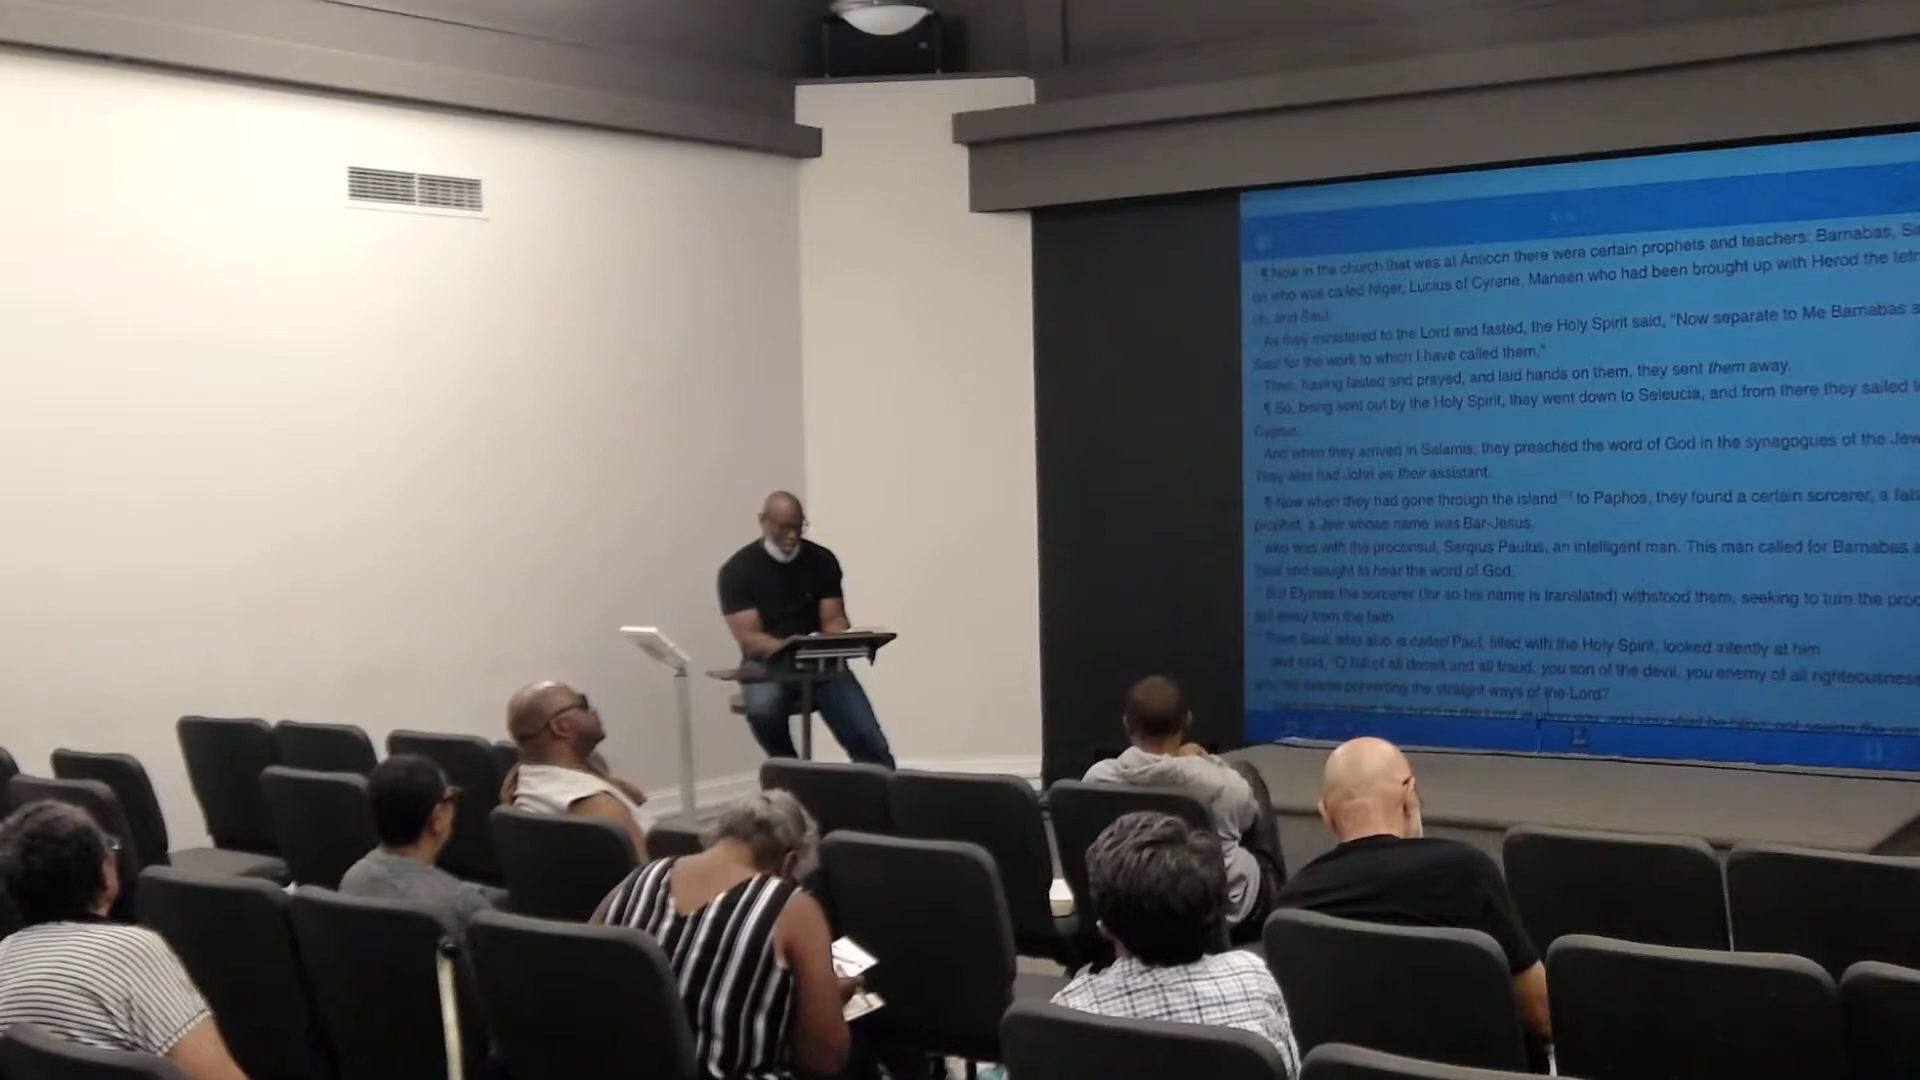 ¶ Now in the church that was at Antioch there were certain prophets and teachers: Barnabas, Si
on who was called Niger, Lucius of Cyrene, Manaen who had been brought up with Herod the tetr
ch, and Saul.
As they ministered to the Lord and fasted, the Holy Spirit said, “Now separate to Me Barnabas a
Saul for the work to which I have called them.”
Then, having fasted and prayed, and laid hands on them, they sent them away.
¶ So, being sent out by the Holy Spirit, they went down to Seleucia, and from there they sailed t
Cyprus.
And when they arrived in Salamis, they preached the word of God in the synagogues of the Jew
They also had John as their assistant.
¶ Now when they had gone through the island to Paphos, they found a certain sorcerer, a fals
prophet, a Jew whose name was Bar-Jesus,
who was with the proconsul, Sergius Paulus, an intelligent man. This man called for Barnabas a
Saul and sought to hear the word of God.
But Elymas the sorcerer (for so his name is translated) withstood them, seeking to turn the proc
sul away from the faith.
Then Saul, who also is called Paul, filled with the Holy Spirit, looked intently at him
and said, “O full of all deceit and all fraud, you son of the devil, you enemy of all righteousness
will you not cease perverting the straight ways of the Lord?